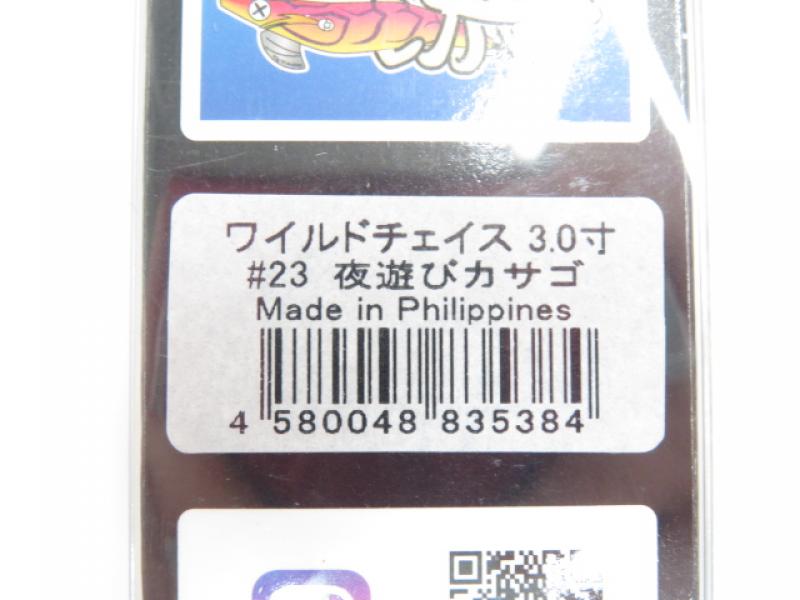 ワイルドチェイス 3.0寸
#23 夜遊びカサゴ
Made in Philippines
4 580048 835384